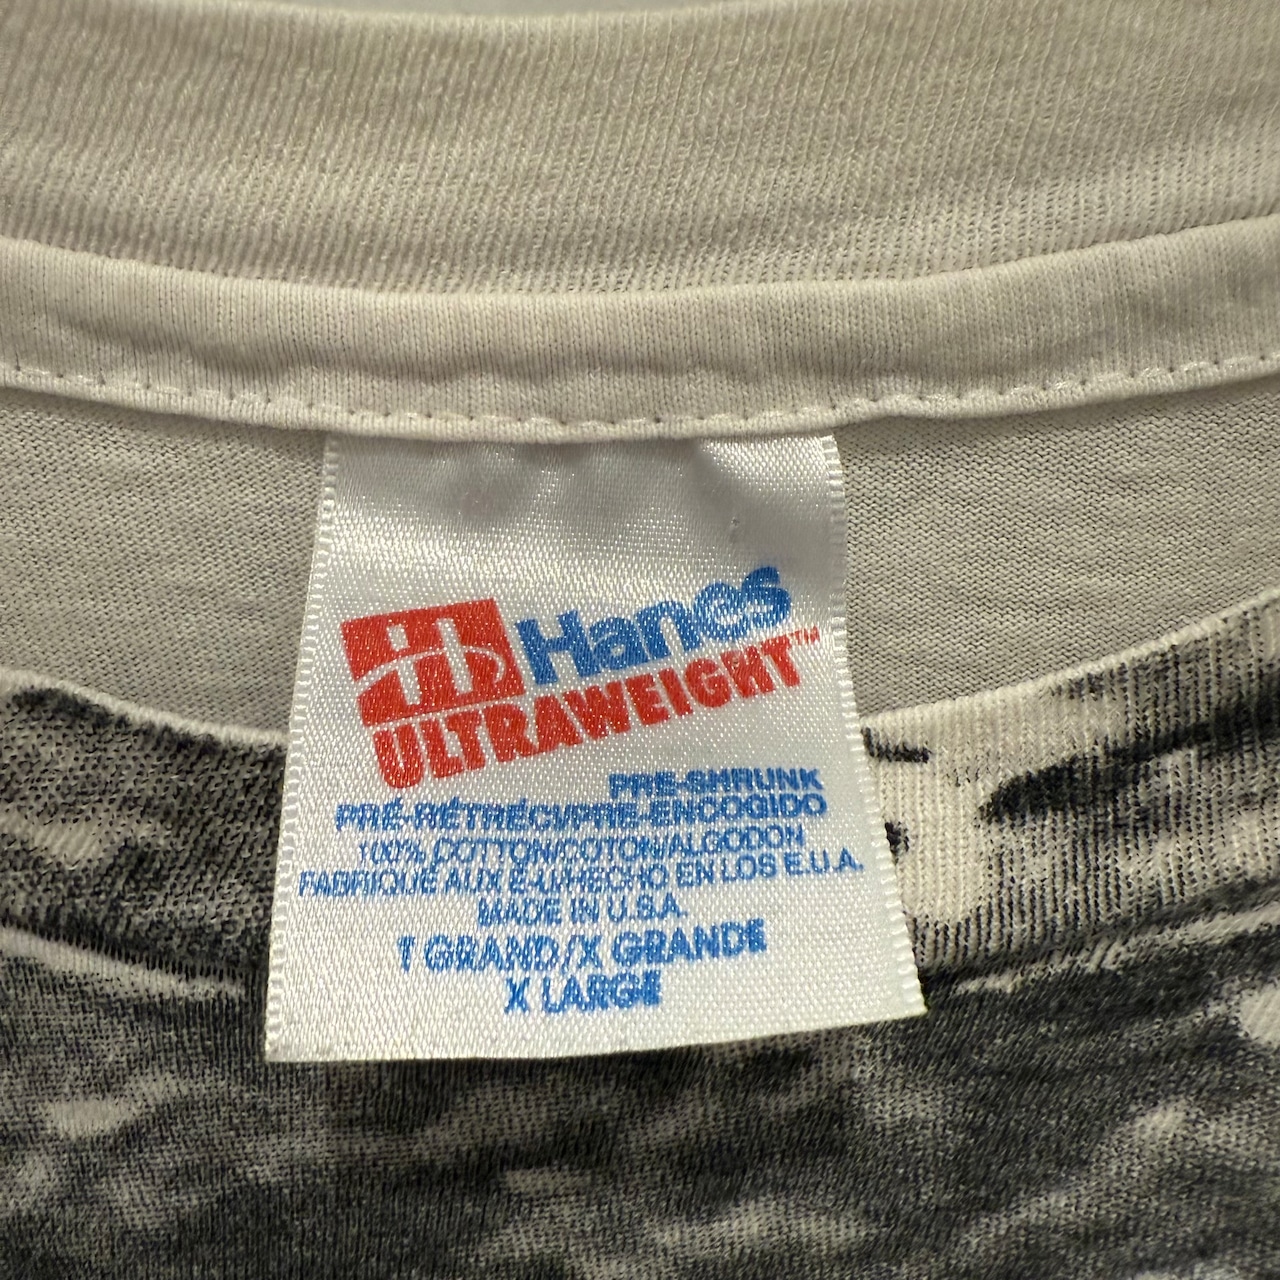 Hanes
ULTRAWEIGHT™
PRE-SHRUNK
PRÉ-RÉTRÉCI/PRE-ENCOGIDO
100% COTTON/COTON/ALGODON
FABRIQUÉ AUX É-U/HECHO EN LOS E.U.A.
MADE IN U.S.A.
T GRAND/X GRANDE
X LARGE